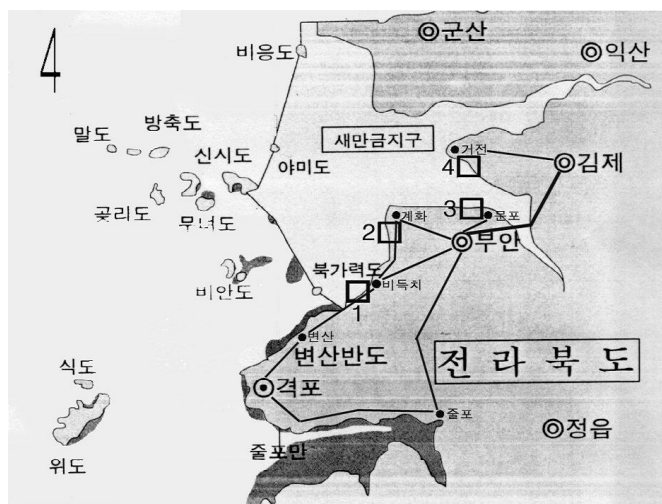 4
군산
비응도
익산
방축도
말도
새만금지구
거전
신시도
야미도
4
김제
곶리도
무녀도
3
계화
문포
2
부안
북가력도
비안도
비득치
1
변산
변산반도
식도
전라북도
격포
줄포
정읍
줄포만
위도